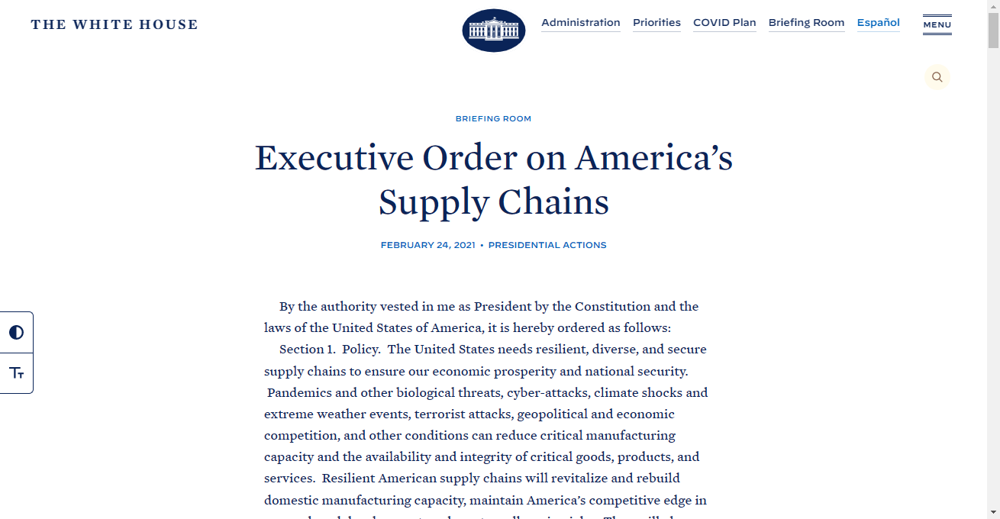 THE WHITE HOUSE
Administration Priorities COVID Plan Briefing Room Español MENU
BRIEFING ROOM
Executive Order on America’s
Supply Chains
FEBRUARY 24, 2021 • PRESIDENTIAL ACTIONS
By the authority vested in me as President by the Constitution and the
laws of the United States of America, it is hereby ordered as follows:
Section 1.  Policy.  The United States needs resilient, diverse, and secure
supply chains to ensure our economic prosperity and national security.
Pandemics and other biological threats, cyber-attacks, climate shocks and
extreme weather events, terrorist attacks, geopolitical and economic
competition, and other conditions can reduce critical manufacturing
capacity and the availability and integrity of critical goods, products, and
services.  Resilient American supply chains will revitalize and rebuild
domestic manufacturing capacity, maintain America’s competitive edge in
Tт